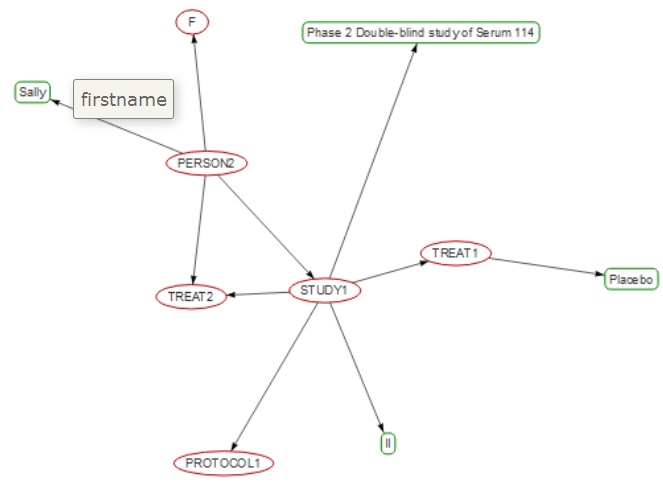 F
Phase 2 Double-blind study of Serum 114
Sally
firstname
PERSON2
TREAT1
Placebo
TREAT2
STUDY1
II
PROTOCOL1